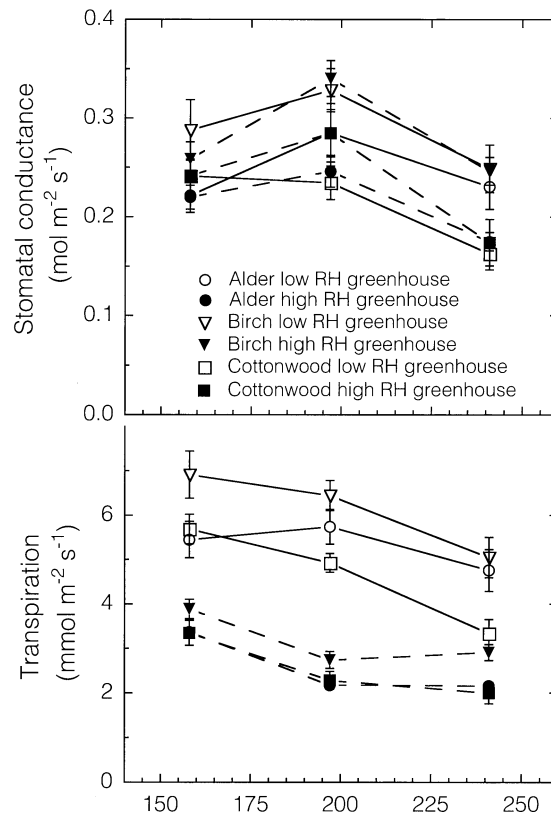 0.4
0.3
0.2
0.1
0.0
Stomatal conductance
(mol m-2 s-1)
Alder low RH greenhouse
Alder high RH greenhouse
Birch low RH greenhouse
Birch high RH greenhouse
Cottonwood low RH greenhouse
Cottonwood high RH greenhouse
6
4
2
0
Transpiration
(mmol m-2 s-1)
150 175 200 225 250